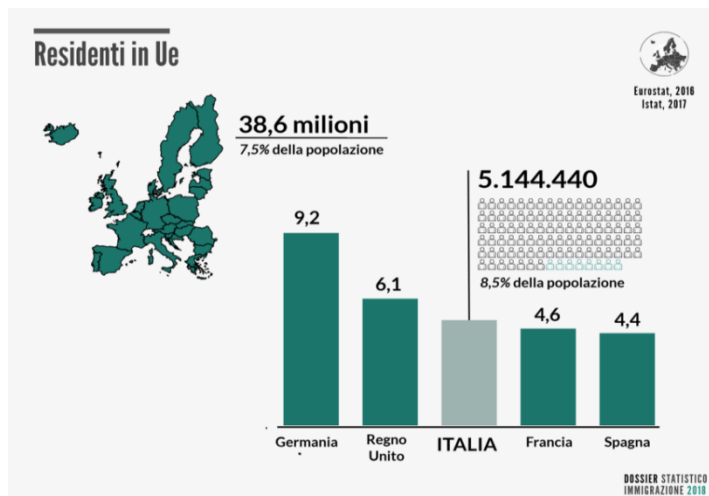 Residenti in Ue
Eurostat, 2016
Istat, 2017
38,6 milioni
7,5% della popolazione
5.144.440
8,5% della popolazione
9,2
6,1
4,6
4,4
Germania
Regno
Unito
ITALIA
Francia
Spagna
DOSSIER STATISTICO
IMMIGRAZIONE 2018